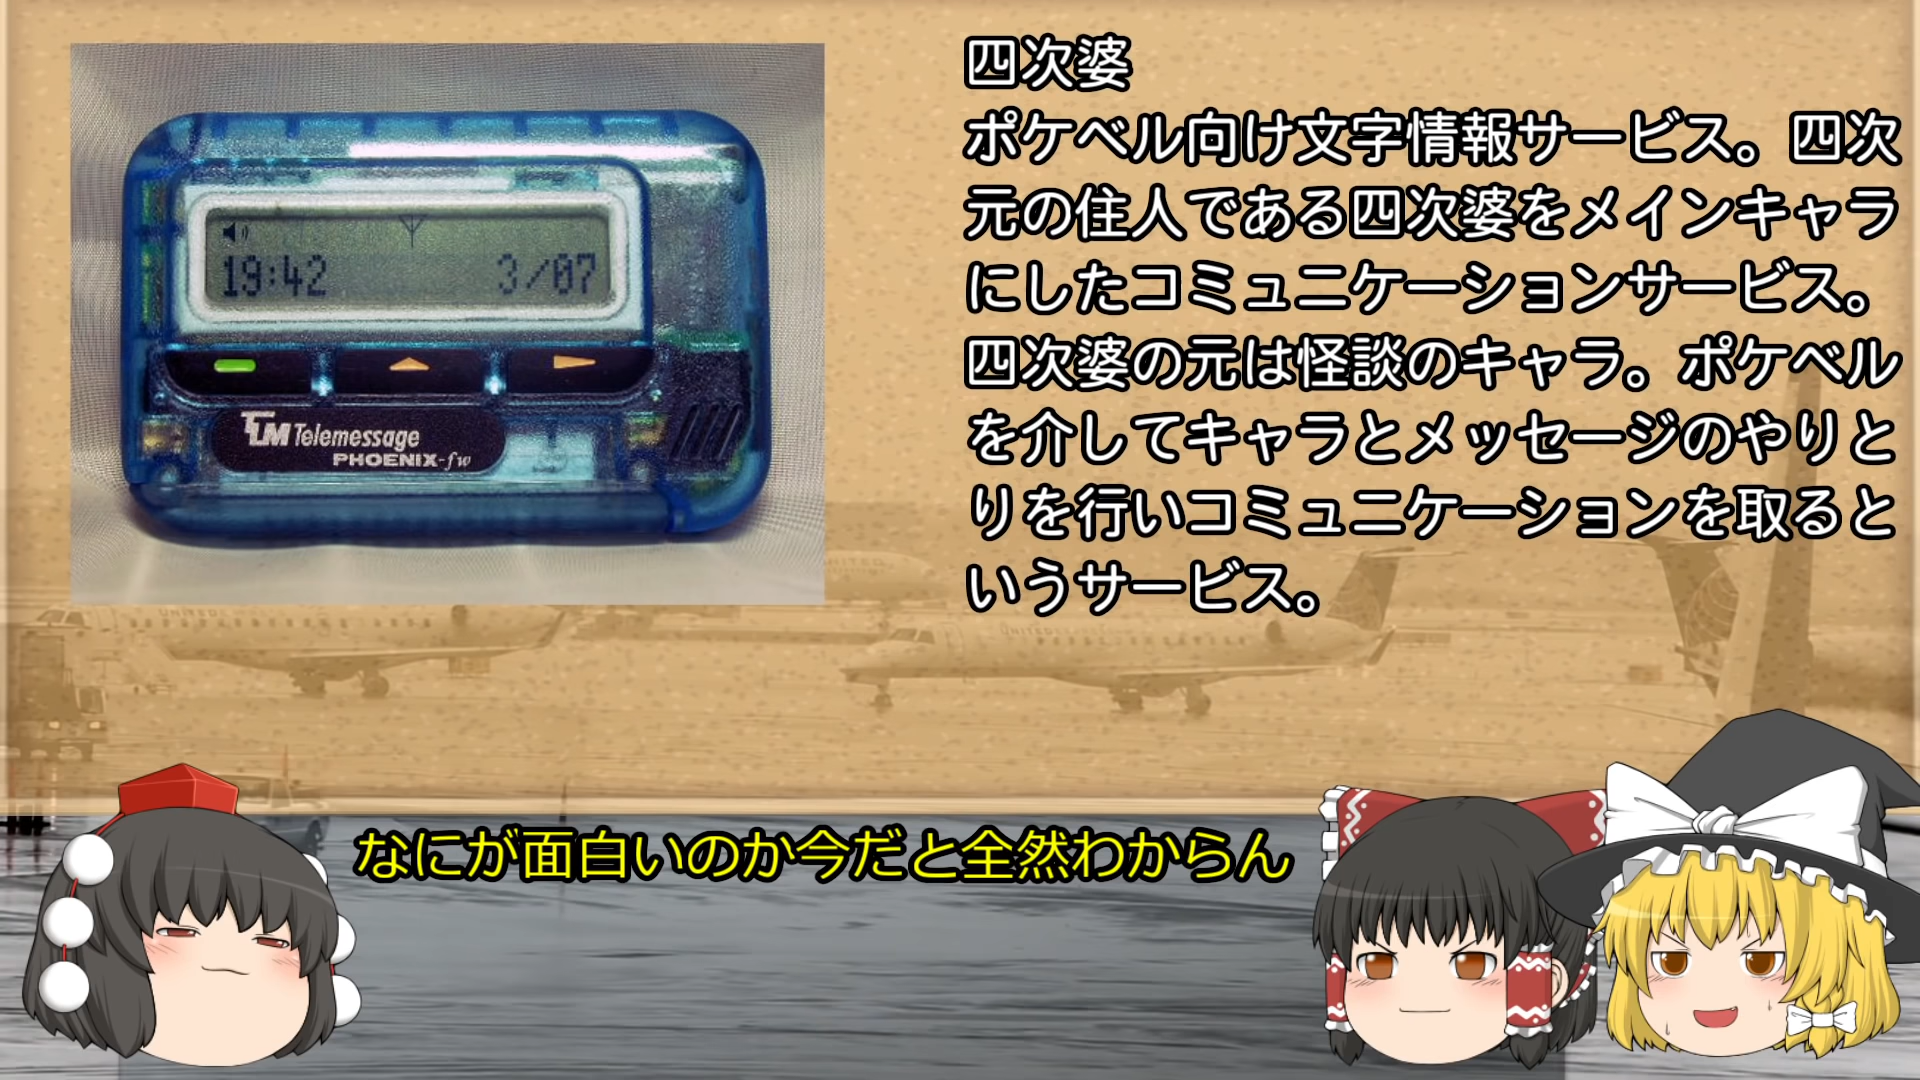 四次婆
ポケベル向け文字情報サービス。四次
元の住人である四次婆をメインキャラ
にしたコミュニケーションサービス。
四次婆の元は怪談のキャラ。ポケベル
を介してキャラとメッセージのやりと
りを行いコミュニケーションを取ると
いうサービス。
19:42 3/07
TLM Telemessage
PHOENIX-fw
なにが面白いのか今だと全然わからん